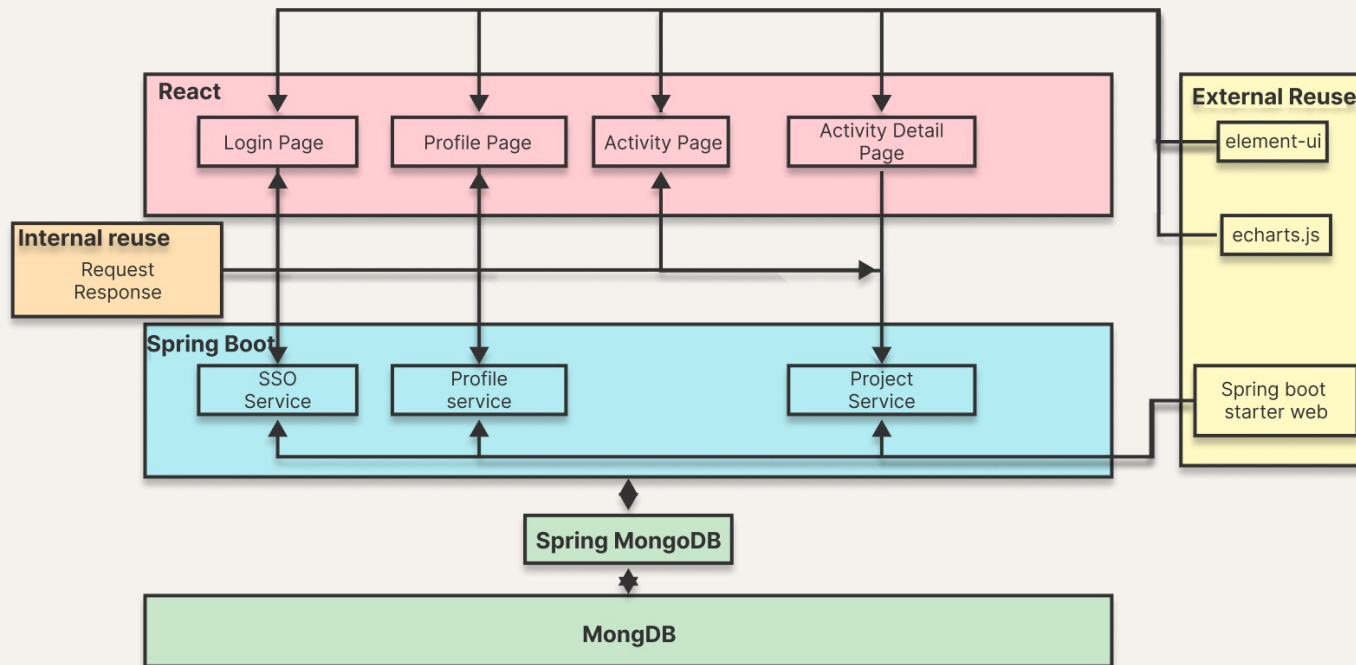 React
External Reuse
Login Page
Profile Page
Activity Page
Activity Detail
Page
element-ui
echarts.js
Internal reuse
Request
Response
Spring Boot
SSO
Service
Profile
service
Project
Service
Spring boot
starter web
Spring MongoDB
MongDB